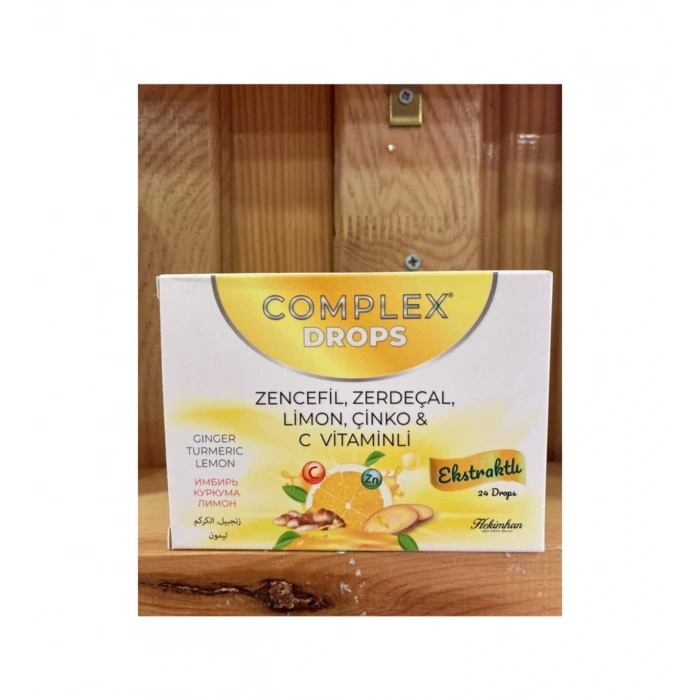 COMPLEX®
DROPS
ZENCEFİL, ZERDEÇAL,
LİMON, ÇİNKO &
C VİTAMİNLİ
GINGER
TURMERIC
LEMON
ИМБИРЬ
КУРКУМА
ЛИМОН
زنجبيل, الكركم
ليمون
C
Zn
Ekstraktlı
24 Drops
Hekimhan